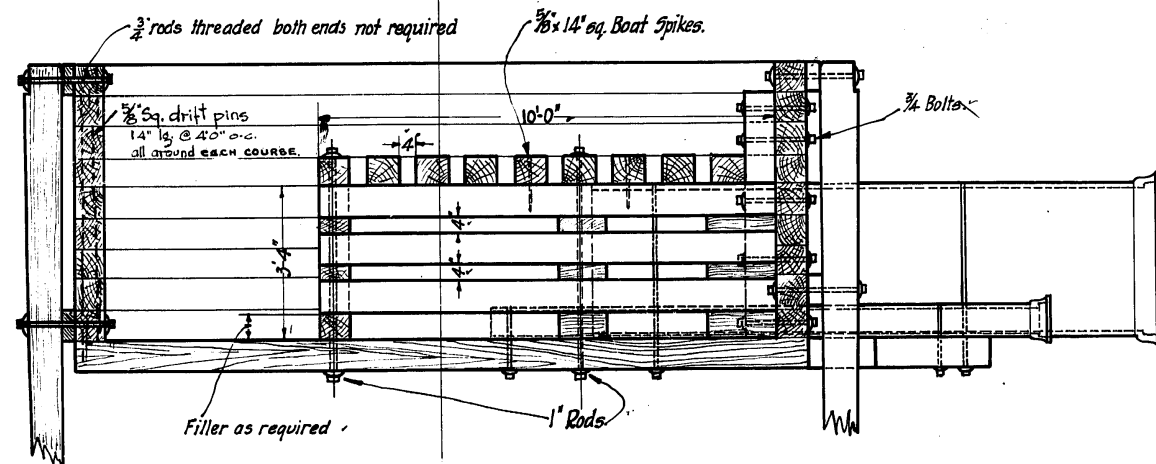 3/4" rods threaded both ends not required
5/8" x 14" sq. Boat Spikes.
5/8" Sq. drift pins
14" lg. @ 4'0" o.c.
all around EACH COURSE.
10'-0"
3/4 Bolts
4"
4"
4"
3'-4"
Filler as required
1" Rods